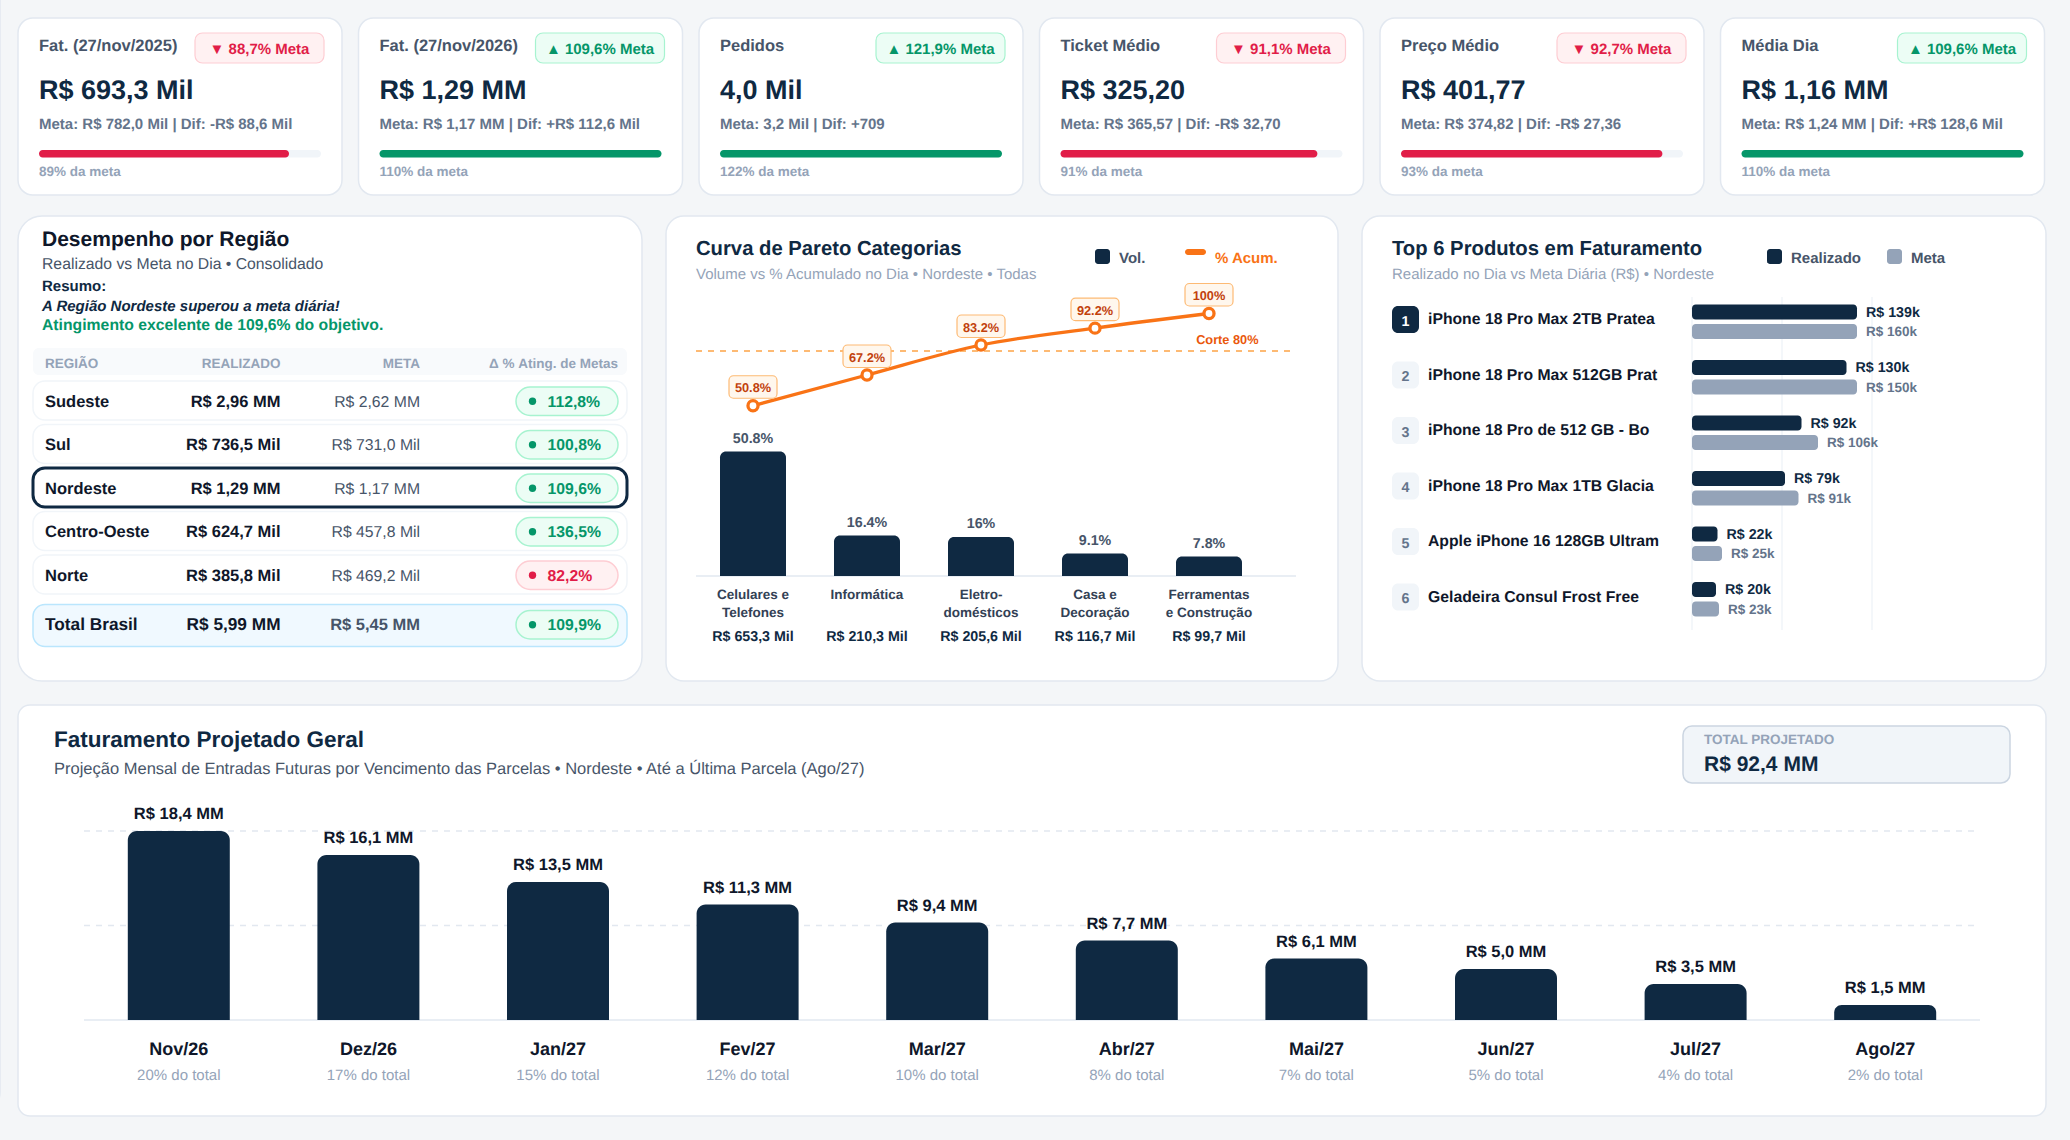 Fat. (27/nov/2025)
▼ 88,7% Meta
R$ 693,3 Mil
Meta: R$ 782,0 Mil | Dif: -R$ 88,6 Mil
89% da meta
Fat. (27/nov/2026)
▲ 109,6% Meta
R$ 1,29 MM
Meta: R$ 1,17 MM | Dif: +R$ 112,6 Mil
110% da meta
Pedidos
▲ 121,9% Meta
4,0 Mil
Meta: 3,2 Mil | Dif: +709
122% da meta
Ticket Médio
▼ 91,1% Meta
R$ 325,20
Meta: R$ 365,57 | Dif: -R$ 32,70
91% da meta
Preço Médio
▼ 92,7% Meta
R$ 401,77
Meta: R$ 374,82 | Dif: -R$ 27,36
93% da meta
Média Dia
▲ 109,6% Meta
R$ 1,16 MM
Meta: R$ 1,24 MM | Dif: +R$ 128,6 Mil
110% da meta
Desempenho por Região
Realizado vs Meta no Dia • Consolidado
Resumo:
A Região Nordeste superou a meta diária!
Atingimento excelente de 109,6% do objetivo.
REGIÃO REALIZADO META Δ % Ating. de Metas
Sudeste R$ 2,96 MM R$ 2,62 MM 112,8%
Sul R$ 736,5 Mil R$ 731,0 Mil 100,8%
Nordeste R$ 1,29 MM R$ 1,17 MM 109,6%
Centro-Oeste R$ 624,7 Mil R$ 457,8 Mil 136,5%
Norte R$ 385,8 Mil R$ 469,2 Mil 82,2%
Total Brasil R$ 5,99 MM R$ 5,45 MM 109,9%
Curva de Pareto Categorias
Volume vs % Acumulado no Dia • Nordeste • Todas
Vol. % Acum.
50.8% 67.2% 83.2% 92.2% 100%
Corte 80%
50.8% 16.4% 16% 9.1% 7.8%
Celulares e Telefones
R$ 653,3 Mil
Informática
R$ 210,3 Mil
Eletro-domésticos
R$ 205,6 Mil
Casa e Decoração
R$ 116,7 Mil
Ferramentas e Construção
R$ 99,7 Mil
Top 6 Produtos em Faturamento
Realizado no Dia vs Meta Diária (R$) • Nordeste
Realizado Meta
1 iPhone 18 Pro Max 2TB Pratea R$ 139k
R$ 160k
2 iPhone 18 Pro Max 512GB Prat R$ 130k
R$ 150k
3 iPhone 18 Pro de 512 GB - Bo R$ 92k
R$ 106k
4 iPhone 18 Pro Max 1TB Glacia R$ 79k
R$ 91k
5 Apple iPhone 16 128GB Ultram R$ 22k
R$ 25k
6 Geladeira Consul Frost Free R$ 20k
R$ 23k
Faturamento Projetado Geral
Projeção Mensal de Entradas Futuras por Vencimento das Parcelas • Nordeste • Até a Última Parcela (Ago/27)
TOTAL PROJETADO
R$ 92,4 MM
R$ 18,4 MM R$ 16,1 MM R$ 13,5 MM R$ 11,3 MM R$ 9,4 MM R$ 7,7 MM R$ 6,1 MM R$ 5,0 MM R$ 3,5 MM R$ 1,5 MM
Nov/26 Dez/26 Jan/27 Fev/27 Mar/27 Abr/27 Mai/27 Jun/27 Jul/27 Ago/27
20% do total 17% do total 15% do total 12% do total 10% do total 8% do total 7% do total 5% do total 4% do total 2% do total